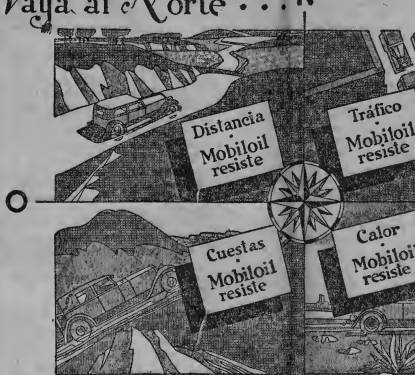 Vaya al Norte . . . N
Distancia
·
Mobiloil
resiste
Tráfico
·
Mobiloil
resiste
O
Cuestas
·
Mobiloil
resiste
Calor
·
Mobiloil
resiste